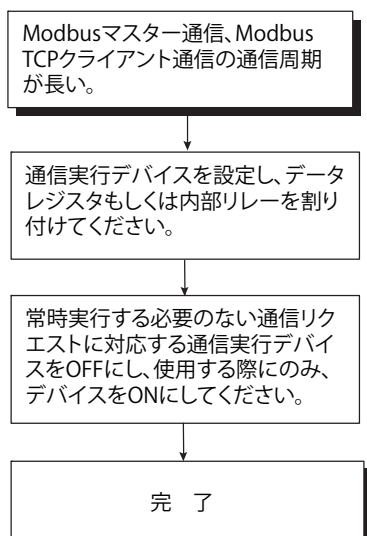 Modbusマスター通信、Modbus
TCPクライアント通信の通信周期
が長い。
通信実行デバイスを設定し、データ
レジスタもしくは内部リレーを割り
付けてください。
常時実行する必要のない通信リク
エストに対応する通信実行デバイ
スをOFFにし、使用する際にのみ、
デバイスをONにしてください。
完　了